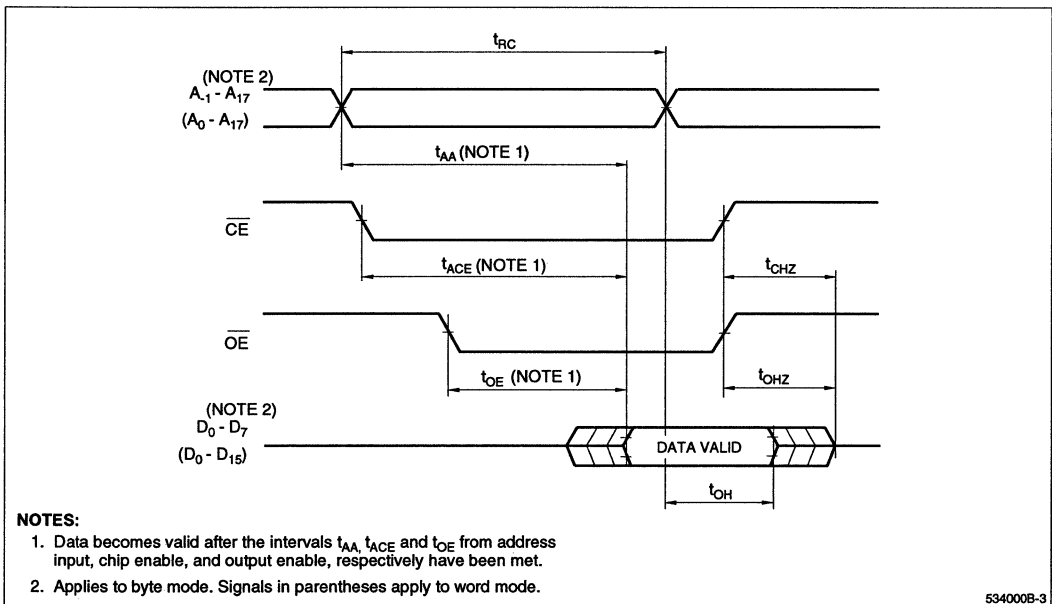 tRC
(NOTE 2)
A-1 - A17
(A0 - A17)
tAA (NOTE 1)
CE
tACE (NOTE 1)
tCHZ
OE
tOE (NOTE 1)
tOHZ
(NOTE 2)
D0 - D7
(D0 - D15)
DATA VALID
tOH
NOTES:
1. Data becomes valid after the intervals tAA, tACE and tOE from address
input, chip enable, and output enable, respectively have been met.
2. Applies to byte mode. Signals in parentheses apply to word mode.
534000B-3